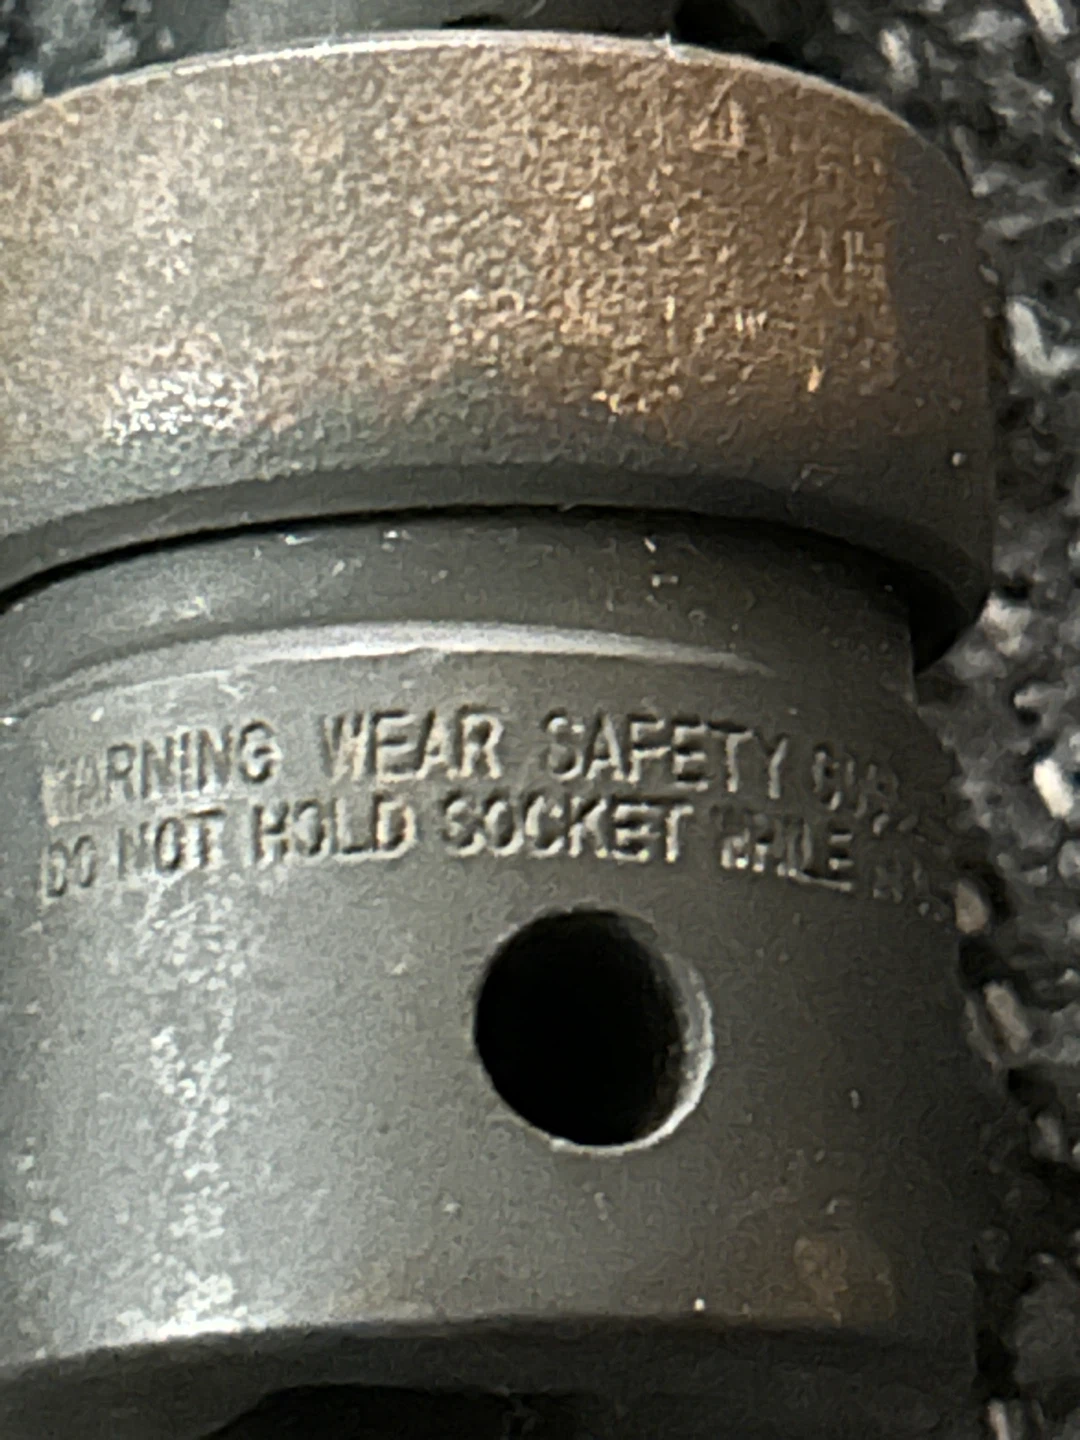 WARNING WEAR SAFETY
DO NOT HOLD SOCKET WHILE